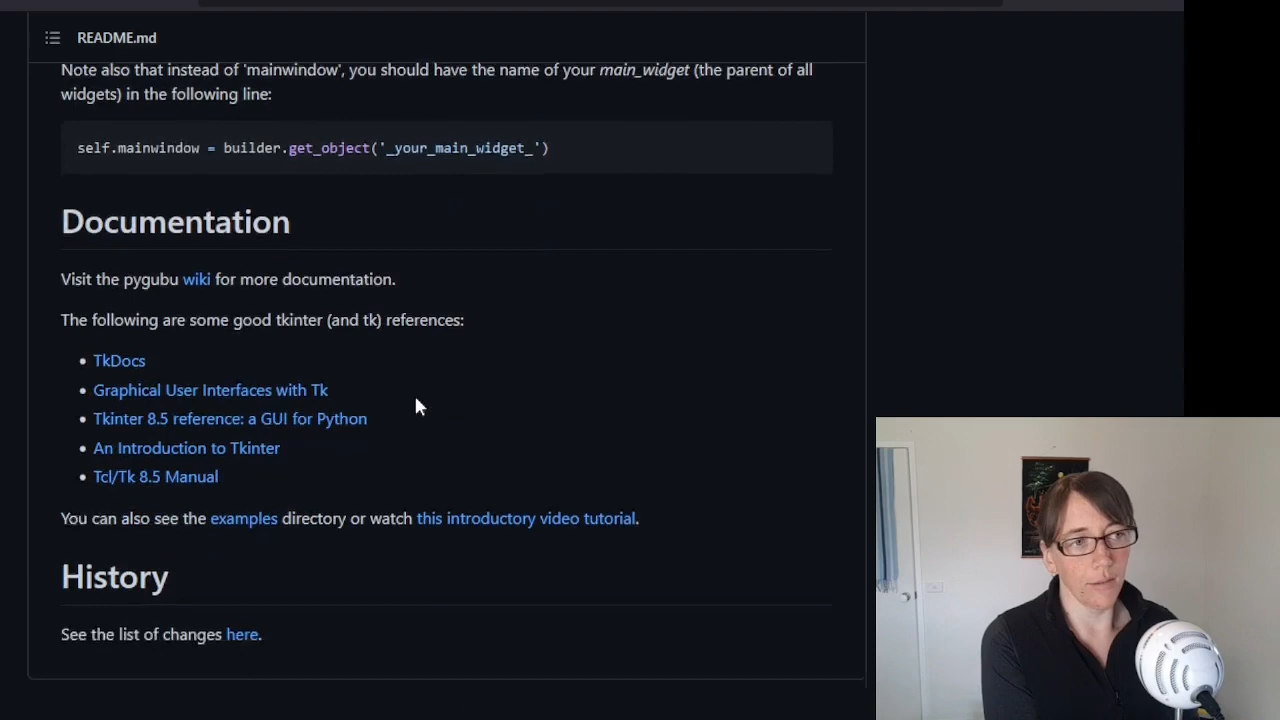 README.md
Note also that instead of 'mainwindow', you should have the name of your main_widget (the parent of all
widgets) in the following line:
self.mainwindow = builder.get_object('_your_main_widget_')
Documentation
Visit the pygubu wiki for more documentation.
The following are some good tkinter (and tk) references:
• TkDocs
• Graphical User Interfaces with Tk
• Tkinter 8.5 reference: a GUI for Python
• An Introduction to Tkinter
• Tcl/Tk 8.5 Manual
You can also see the examples directory or watch this introductory video tutorial.
History
See the list of changes here.